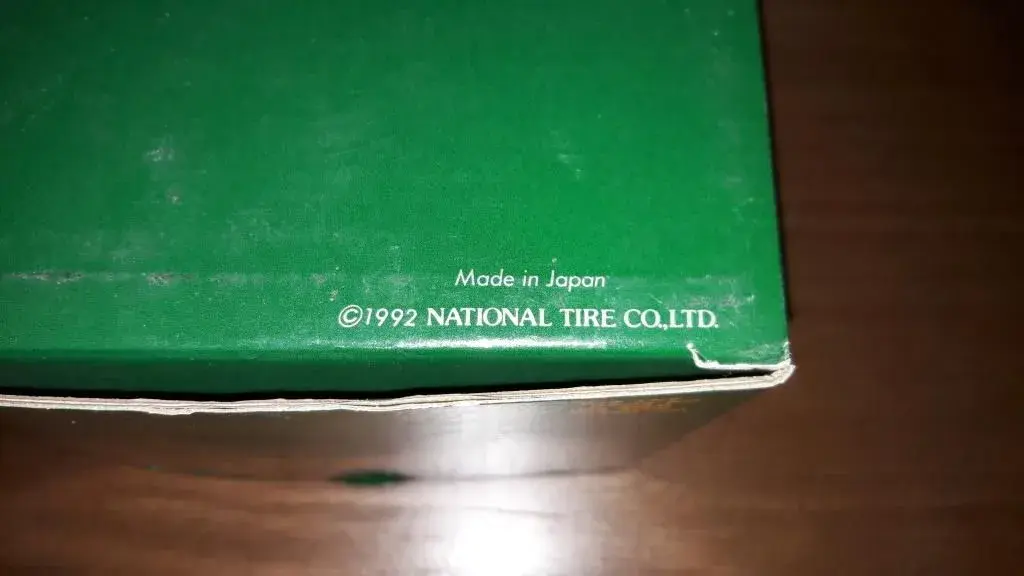 Made in Japan
©1992 NATIONAL TIRE CO.,LTD.